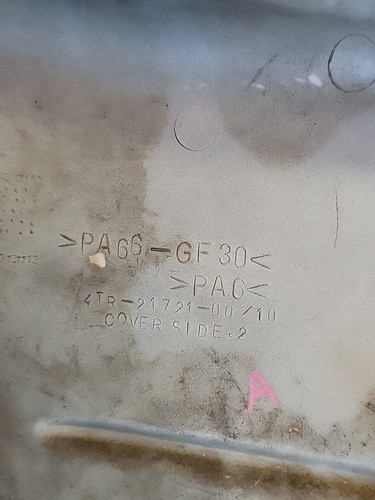 >PA66-GF30<
>PA6<
4TR-21721-00/10
COVER SIDE.2
A